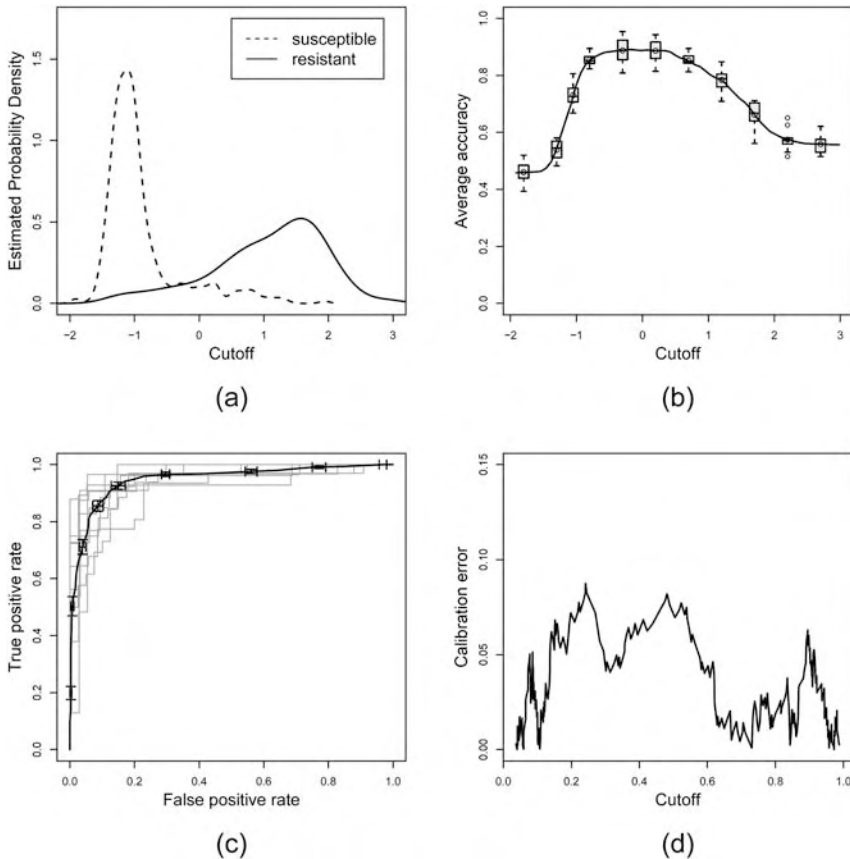 susceptible
resistant
Estimated Probability Density
0.0 0.5 1.0 1.5
−2 −1 0 1 2 3
Cutoff
(a)
Average accuracy
0.0 0.2 0.4 0.6 0.8 1.0
−2 −1 0 1 2 3
Cutoff
(b)
True positive rate
0.0 0.2 0.4 0.6 0.8 1.0
0.0 0.2 0.4 0.6 0.8 1.0
False positive rate
(c)
Calibration error
0.00 0.05 0.10 0.15
0.0 0.2 0.4 0.6 0.8 1.0
Cutoff
(d)